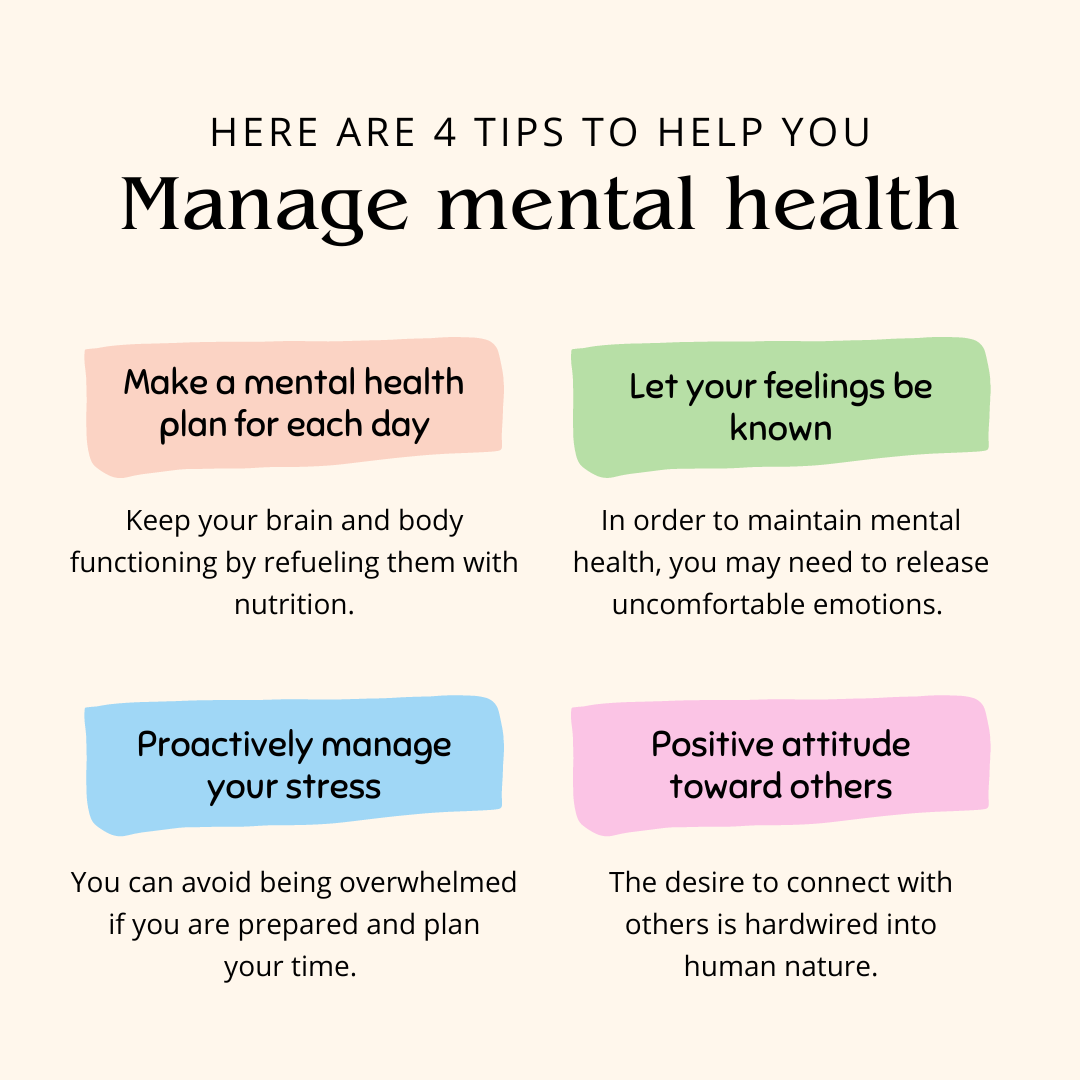 HERE ARE 4 TIPS TO HELP YOU
Manage mental health
Make a mental health
plan for each day
Keep your brain and body
functioning by refueling them with
nutrition.
Let your feelings be
known
In order to maintain mental
health, you may need to release
uncomfortable emotions.
Proactively manage
your stress
You can avoid being overwhelmed
if you are prepared and plan
your time.
Positive attitude
toward others
The desire to connect with
others is hardwired into
human nature.